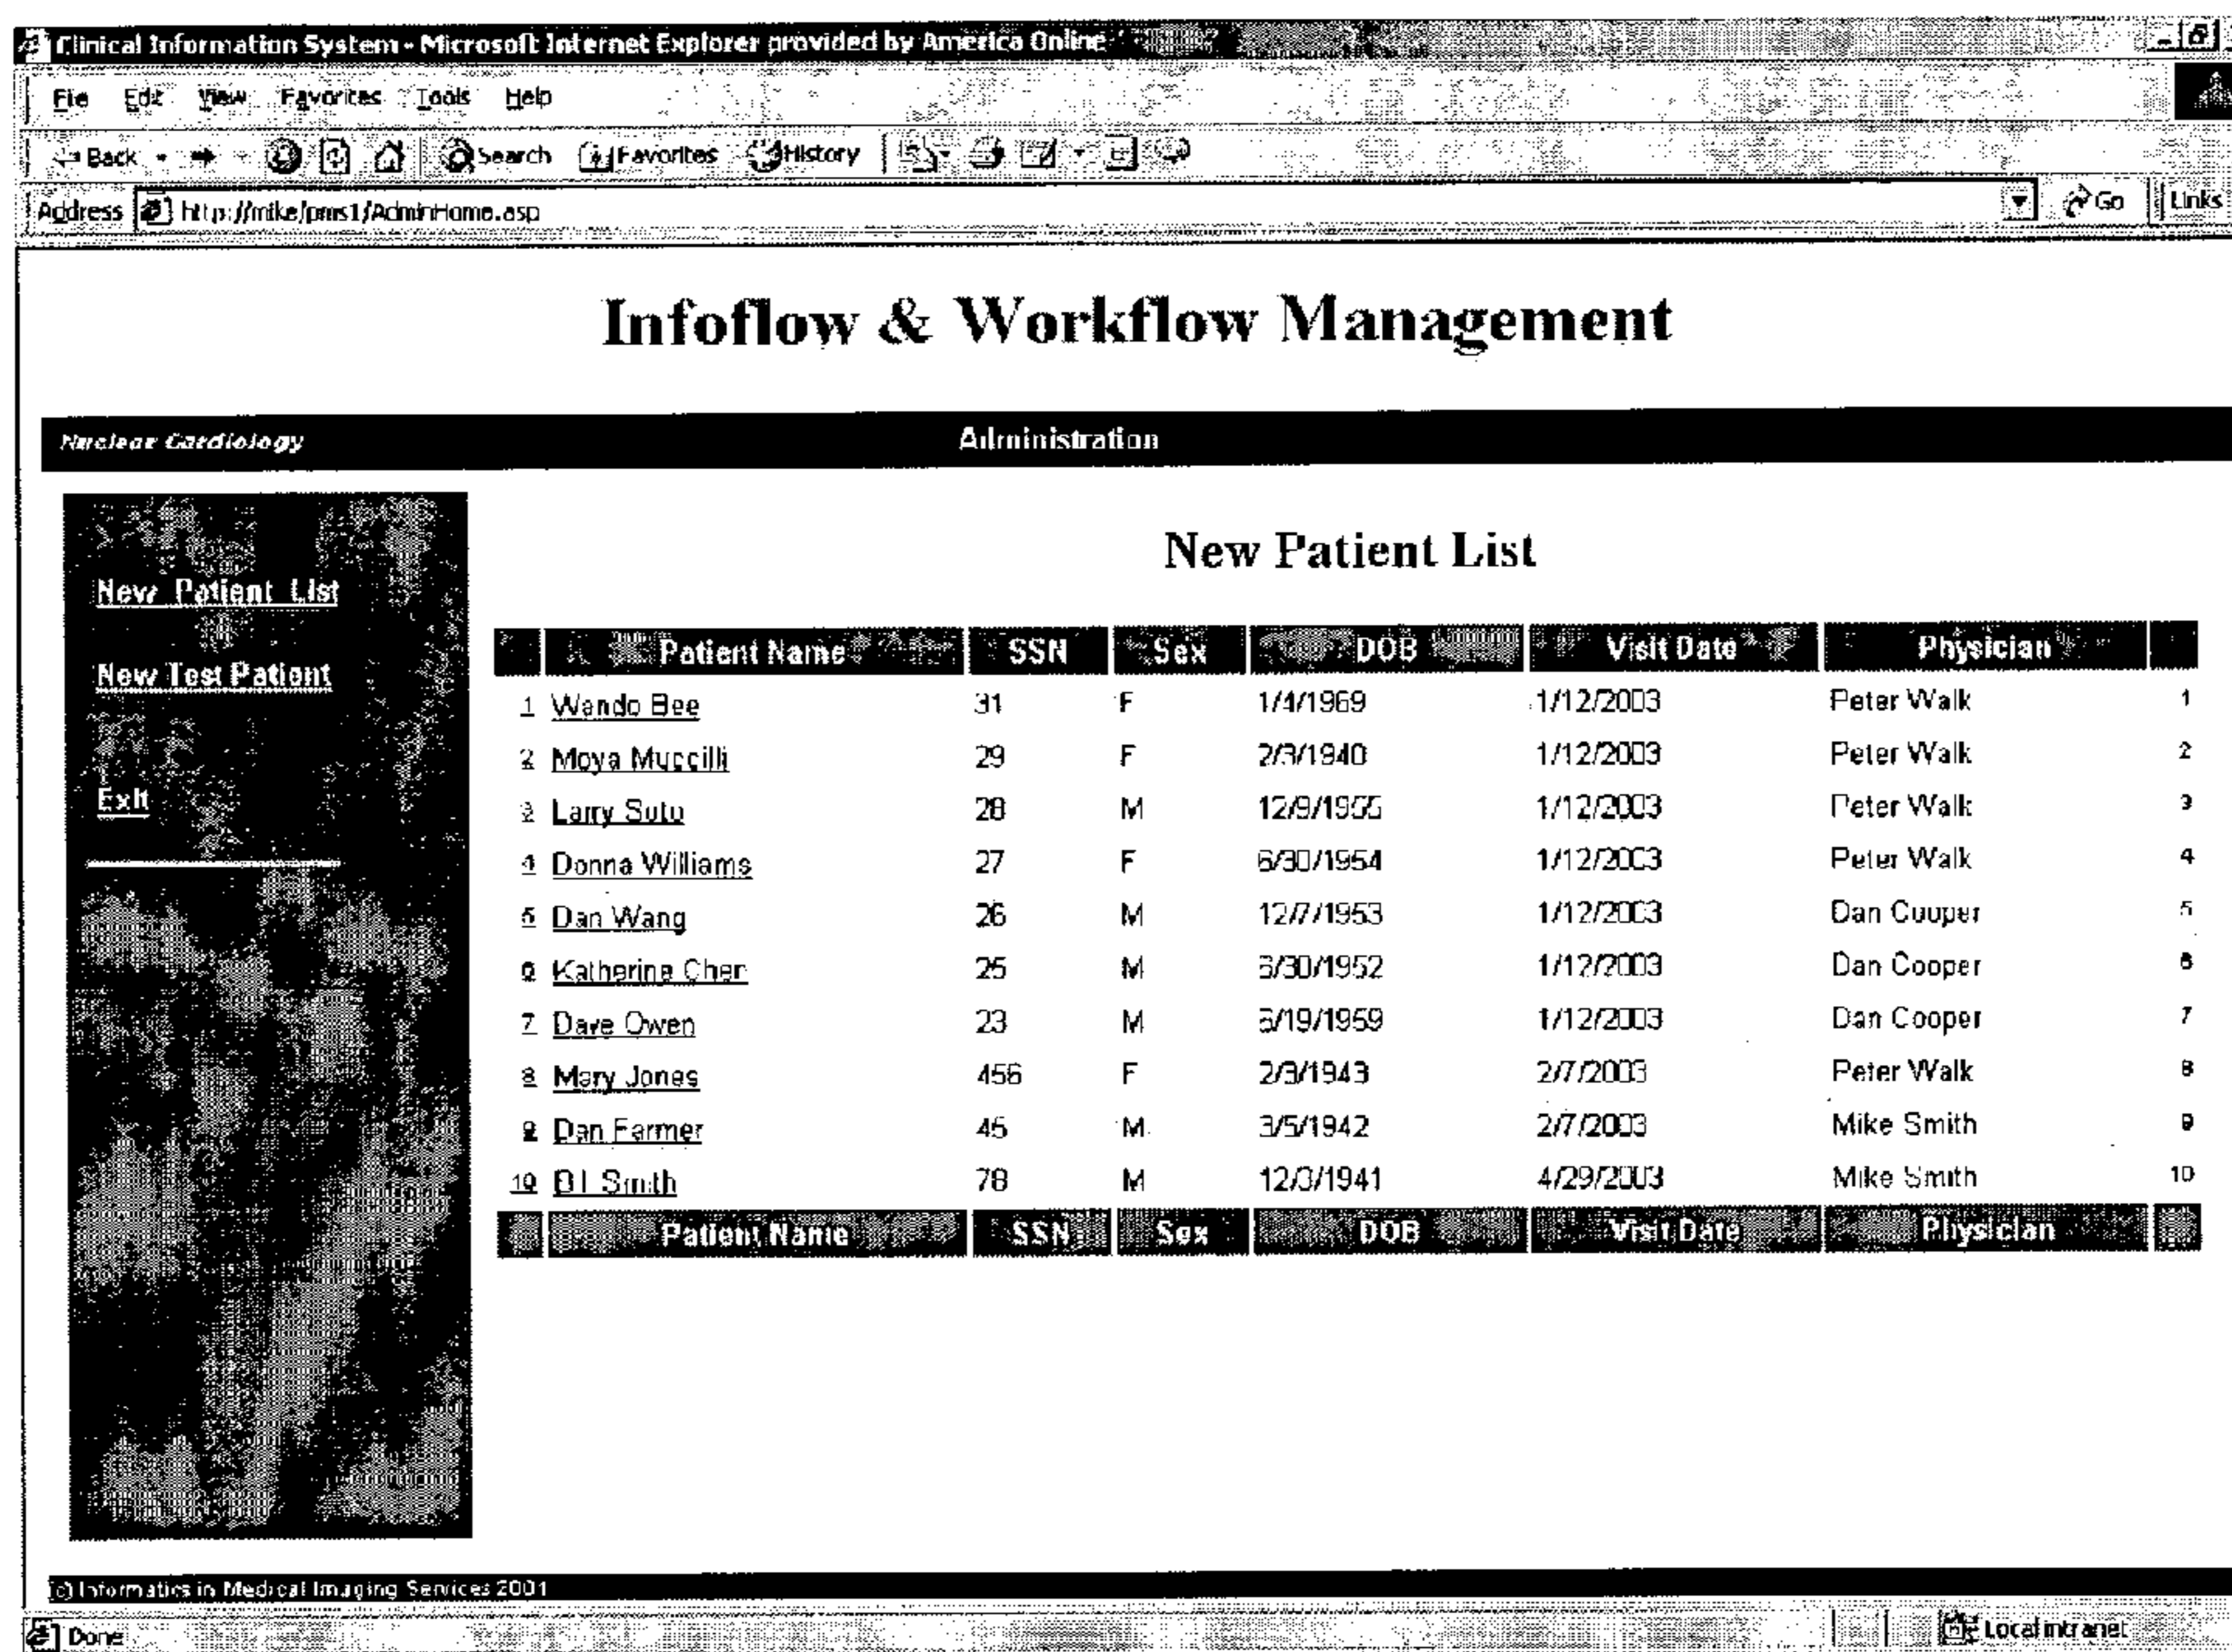 Clinical Information System - Microsoft Internet Explorer provided by America Online
File Edit View Favorites Tools Help
Back Search Favorites History
Address http://mike/pms1/AdminHome.asp Go Links
Infoflow & Workflow Management
Nuclear Cardiology Administration
New Patient List
New Patient List
New Test Patient
Exit
Patient Name SSN Sex DOB Visit Date Physician
1 Wando Bee 31 F 1/4/1969 1/12/2003 Peter Walk 1
2 Moya Muccilli 29 F 2/3/1940 1/12/2003 Peter Walk 2
3 Larry Suto 28 M 12/9/1955 1/12/2003 Peter Walk 3
4 Donna Williams 27 F 6/30/1954 1/12/2003 Peter Walk 4
5 Dan Wang 26 M 12/7/1953 1/12/2003 Dan Cooper 5
6 Katherine Chen 25 M 1/12/2003 Dan Cooper 6
7 Dave Owen 23 M 1/12/2003 Dan Cooper 7
8 Mary Jones 456 F 2/3/1943 2/7/2003 Peter Walk 8
9 Dan Farmer 45 M 3/5/1942 2/7/2003 Mike Smith 9
10 Smith 78 M 12/3/1941 4/29/2003 Mike Smith 10
Patient Name SSN Sex DOB Visit Date Physician
(c) Informatics in Medical Imaging Services 2001
Done Local intranet